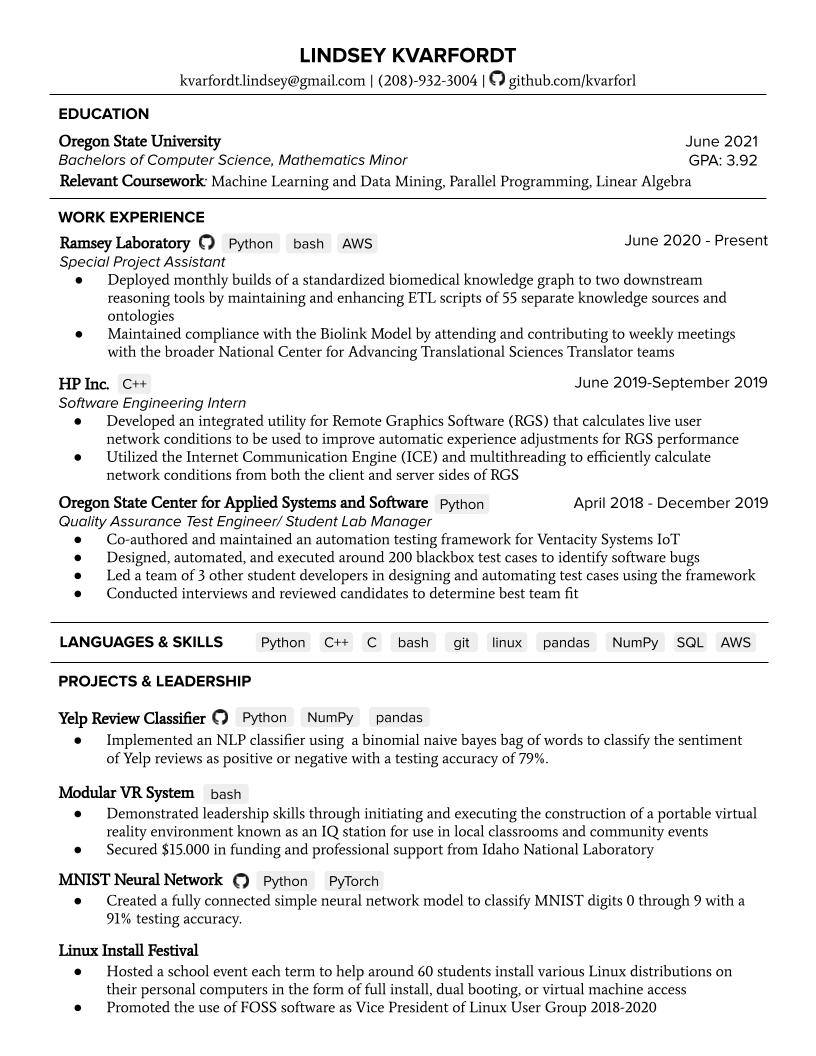 LINDSEY KVARFORDT
kvarfordt.lindsey@gmail.com | (208)-932-3004 | github.com/kvarforl
EDUCATION
Oregon State University June 2021
Bachelors of Computer Science, Mathematics Minor GPA: 3.92
Relevant Coursework: Machine Learning and Data Mining, Parallel Programming, Linear Algebra
WORK EXPERIENCE
Ramsey Laboratory Python bash AWS June 2020 - Present
Special Project Assistant
● Deployed monthly builds of a standardized biomedical knowledge graph to two downstream
reasoning tools by maintaining and enhancing ETL scripts of 55 separate knowledge sources and
ontologies
● Maintained compliance with the Biolink Model by attending and contributing to weekly meetings
with the broader National Center for Advancing Translational Sciences Translator teams
HP Inc. C++ June 2019-September 2019
Software Engineering Intern
● Developed an integrated utility for Remote Graphics Software (RGS) that calculates live user
network conditions to be used to improve automatic experience adjustments for RGS performance
● Utilized the Internet Communication Engine (ICE) and multithreading to efficiently calculate
network conditions from both the client and server sides of RGS
Oregon State Center for Applied Systems and Software Python April 2018 - December 2019
Quality Assurance Test Engineer/ Student Lab Manager
● Co-authored and maintained an automation testing framework for Ventacity Systems IoT
● Designed, automated, and executed around 200 blackbox test cases to identify software bugs
● Led a team of 3 other student developers in designing and automating test cases using the framework
● Conducted interviews and reviewed candidates to determine best team fit
LANGUAGES & SKILLS Python C++ C bash git linux pandas NumPy SQL AWS
PROJECTS & LEADERSHIP
Yelp Review Classifier Python NumPy pandas
● Implemented an NLP classifier using a binomial naive bayes bag of words to classify the sentiment
of Yelp reviews as positive or negative with a testing accuracy of 79%.
Modular VR System bash
● Demonstrated leadership skills through initiating and executing the construction of a portable virtual
reality environment known as an IQ station for use in local classrooms and community events
● Secured $15.000 in funding and professional support from Idaho National Laboratory
MNIST Neural Network Python PyTorch
● Created a fully connected simple neural network model to classify MNIST digits 0 through 9 with a
91% testing accuracy.
Linux Install Festival
● Hosted a school event each term to help around 60 students install various Linux distributions on
their personal computers in the form of full install, dual booting, or virtual machine access
● Promoted the use of FOSS software as Vice President of Linux User Group 2018-2020